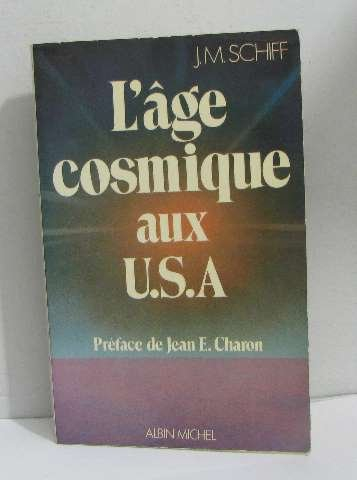 J.M. SCHIFF
L'âge
cosmique
aux
U.S.A
Préface de Jean E. Charon
ALBIN MICHEL